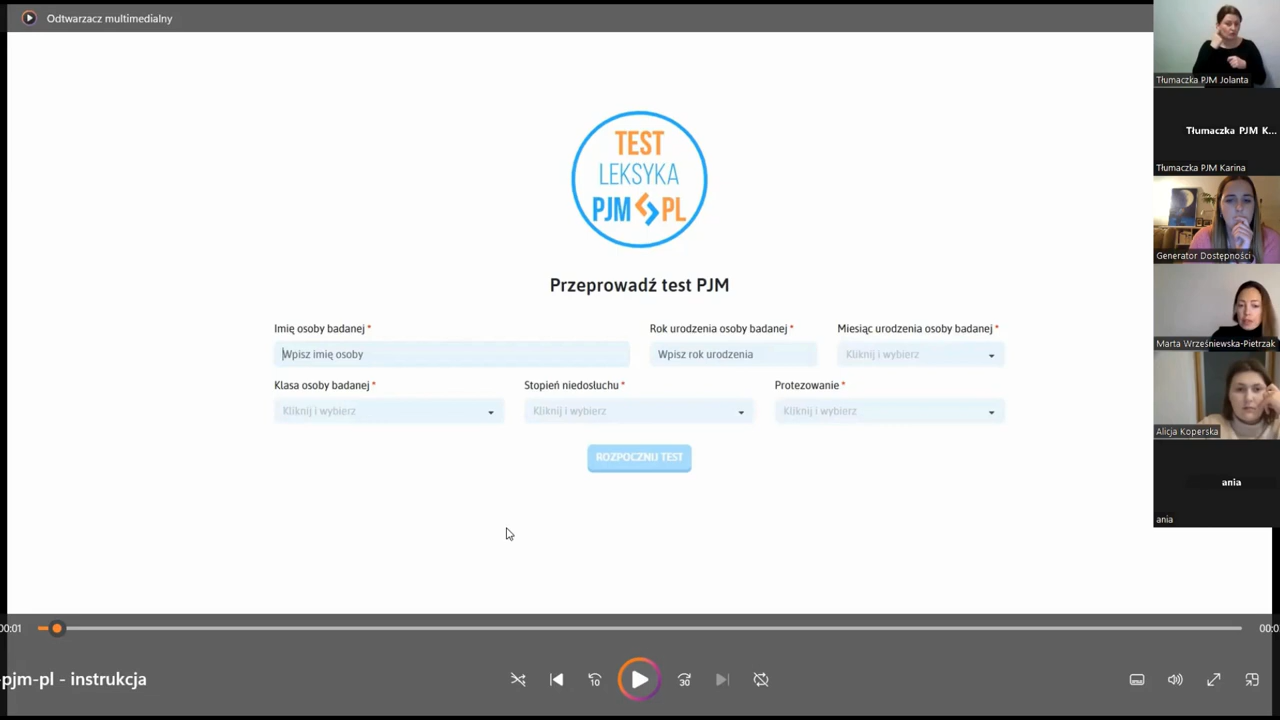 Odtwarzacz multimedialny
TEST
LEKSYKA
PJM PL
Przeprowadź test PJM
Imię osoby badanej *
Rok urodzenia osoby badanej *
Miesiąc urodzenia osoby badanej *
Wpisz imię osoby
Wpisz rok urodzenia
Kliknij i wybierz
Klasa osoby badanej *
Stopień niedosłuchu *
Protezowanie *
Kliknij i wybierz
Kliknij i wybierz
Kliknij i wybierz
ROZPOCZNIJ TEST
Tłumaczka PJM Jolanta
Tłumaczka PJM K...
Tłumaczka PJM Karina
Generator Dostępności
Marta Wrześniewska-Pietrzak
Alicja Koperska
ania
ania
00:01
00:0
-pjm-pl - instrukcja
10
30